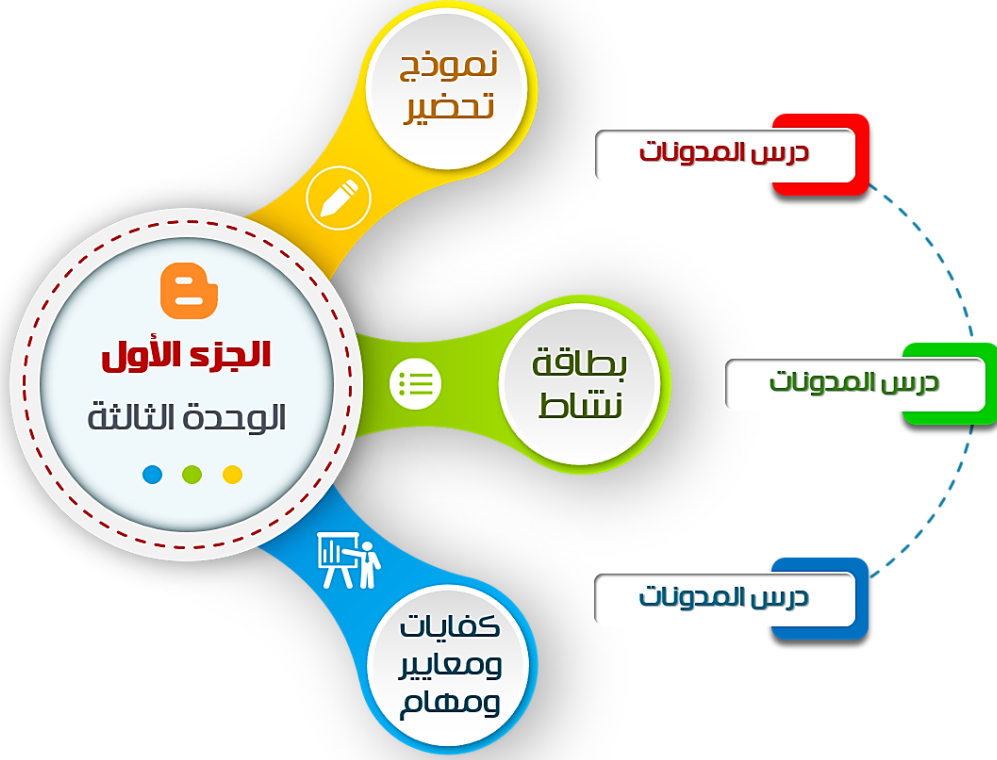 الجزء الأول
الوحدة الثالثة
نموذج
تحضير
درس المدونات
بطاقة
نشاط
درس المدونات
كفايات
ومعايير
ومهام
درس المدونات